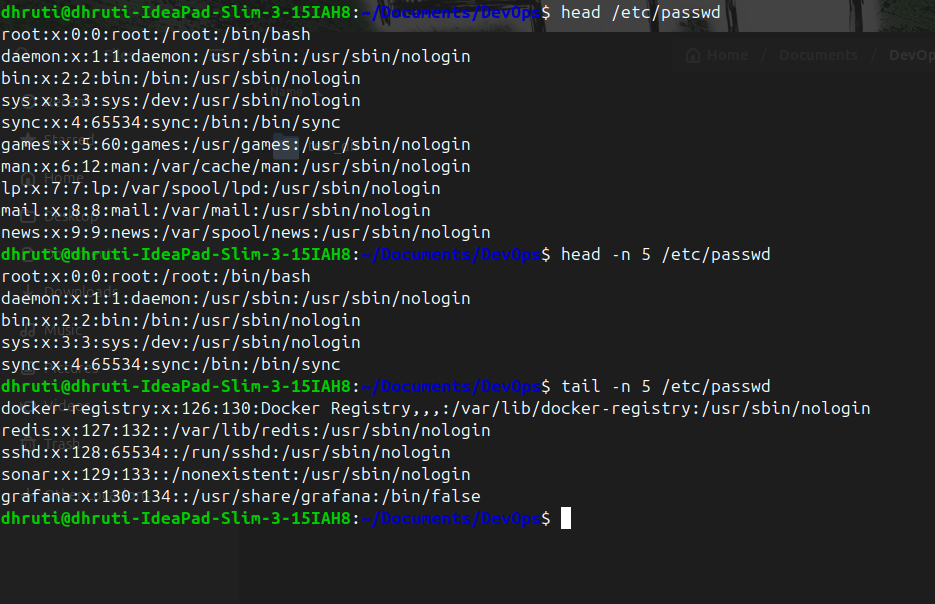 dhruti@dhruti-IdeaPad-Slim-3-15IAH8:~/Documents/DevOps$ head /etc/passwd
root:x:0:0:root:/root:/bin/bash
daemon:x:1:1:daemon:/usr/sbin:/usr/sbin/nologin
bin:x:2:2:bin:/bin:/usr/sbin/nologin
sys:x:3:3:sys:/dev:/usr/sbin/nologin
sync:x:4:65534:sync:/bin:/bin/sync
games:x:5:60:games:/usr/games:/usr/sbin/nologin
man:x:6:12:man:/var/cache/man:/usr/sbin/nologin
lp:x:7:7:lp:/var/spool/lpd:/usr/sbin/nologin
mail:x:8:8:mail:/var/mail:/usr/sbin/nologin
news:x:9:9:news:/var/spool/news:/usr/sbin/nologin
dhruti@dhruti-IdeaPad-Slim-3-15IAH8:~/Documents/DevOps$ head -n 5 /etc/passwd
root:x:0:0:root:/root:/bin/bash
daemon:x:1:1:daemon:/usr/sbin:/usr/sbin/nologin
bin:x:2:2:bin:/bin:/usr/sbin/nologin
sys:x:3:3:sys:/dev:/usr/sbin/nologin
sync:x:4:65534:sync:/bin:/bin/sync
dhruti@dhruti-IdeaPad-Slim-3-15IAH8:~/Documents/DevOps$ tail -n 5 /etc/passwd
docker-registry:x:126:130:Docker Registry,,,:/var/lib/docker-registry:/usr/sbin/nologin
redis:x:127:132::/var/lib/redis:/usr/sbin/nologin
sshd:x:128:65534::/run/sshd:/usr/sbin/nologin
sonar:x:129:133::/nonexistent:/usr/sbin/nologin
grafana:x:130:134::/usr/share/grafana:/bin/false
dhruti@dhruti-IdeaPad-Slim-3-15IAH8:~/Documents/DevOps$
Home / Documents / DevOp
Name
Starred
Home
Desktop
Downloads
Music
Trash